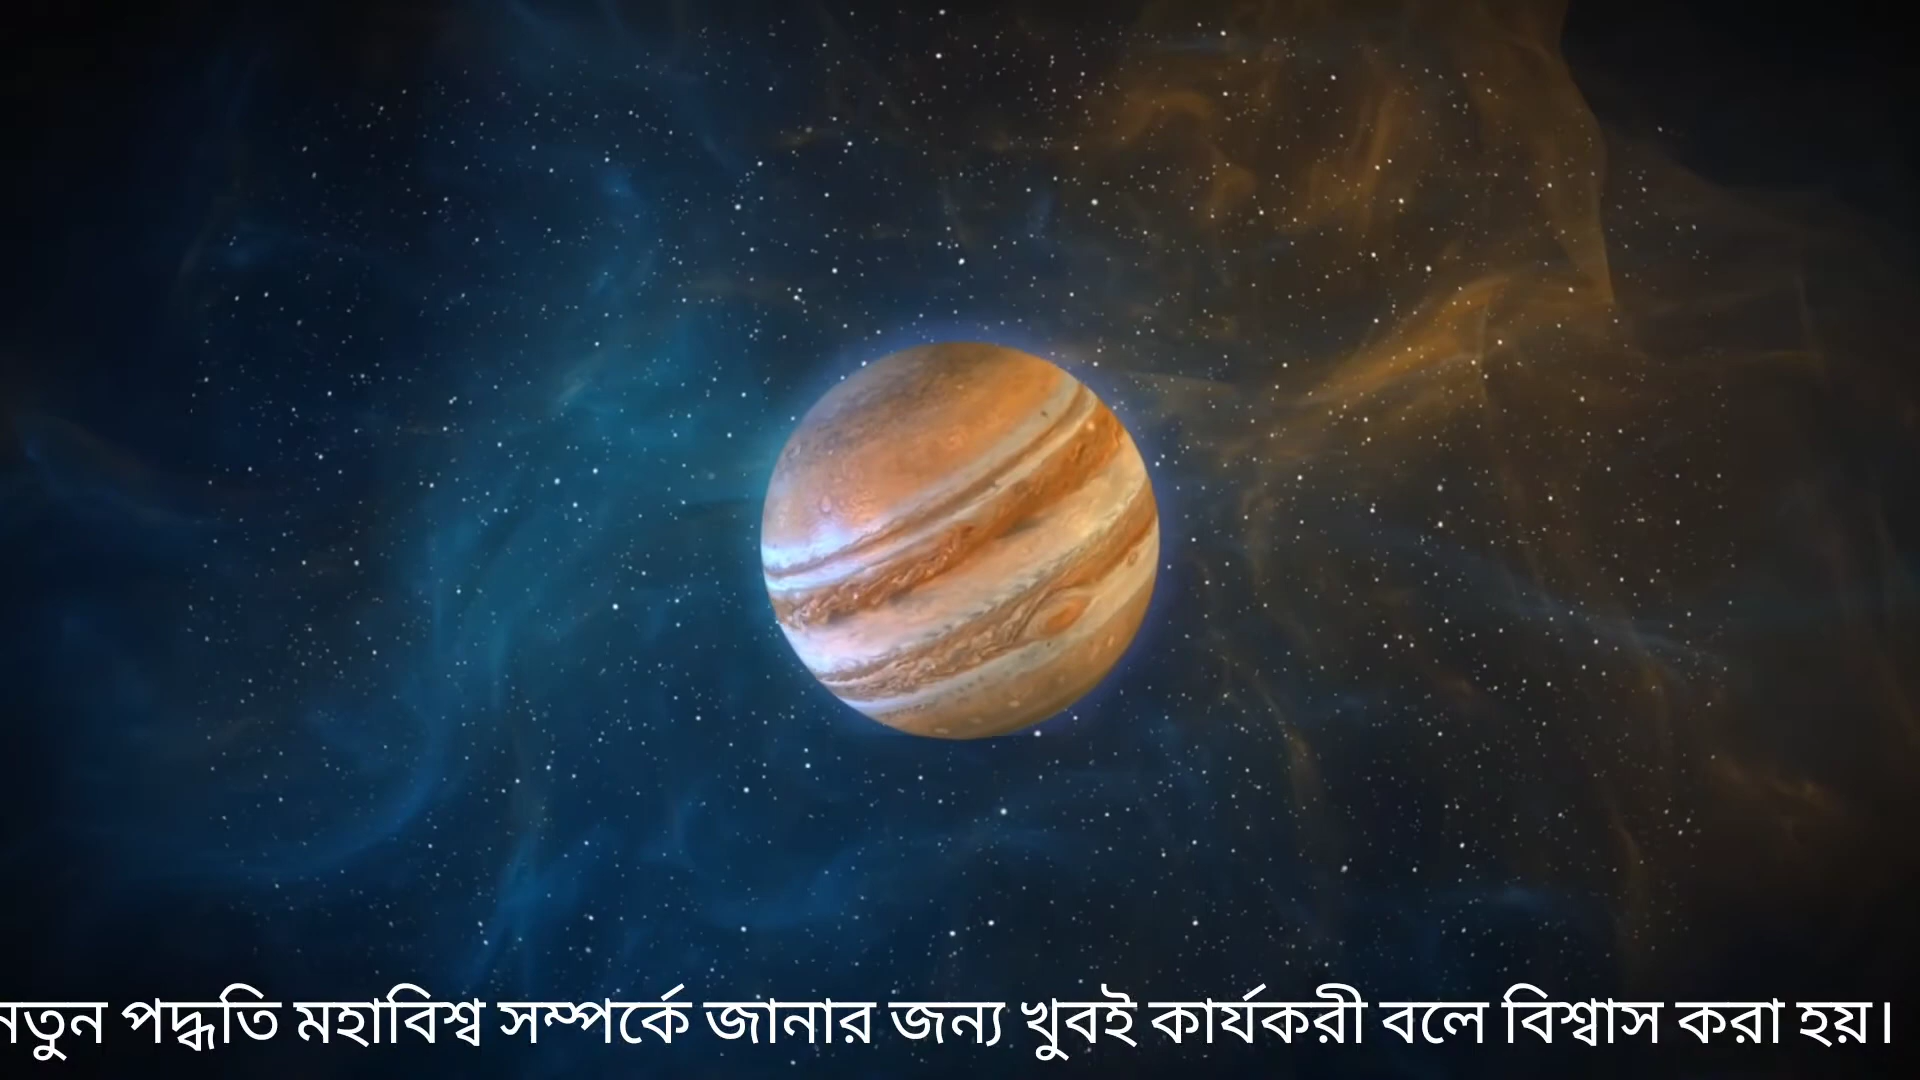 নতুন পদ্ধতি মহাবিশ্ব সম্পর্কে জানার জন্য খুবই কার্যকরী বলে বিশ্বাস করা হয়।